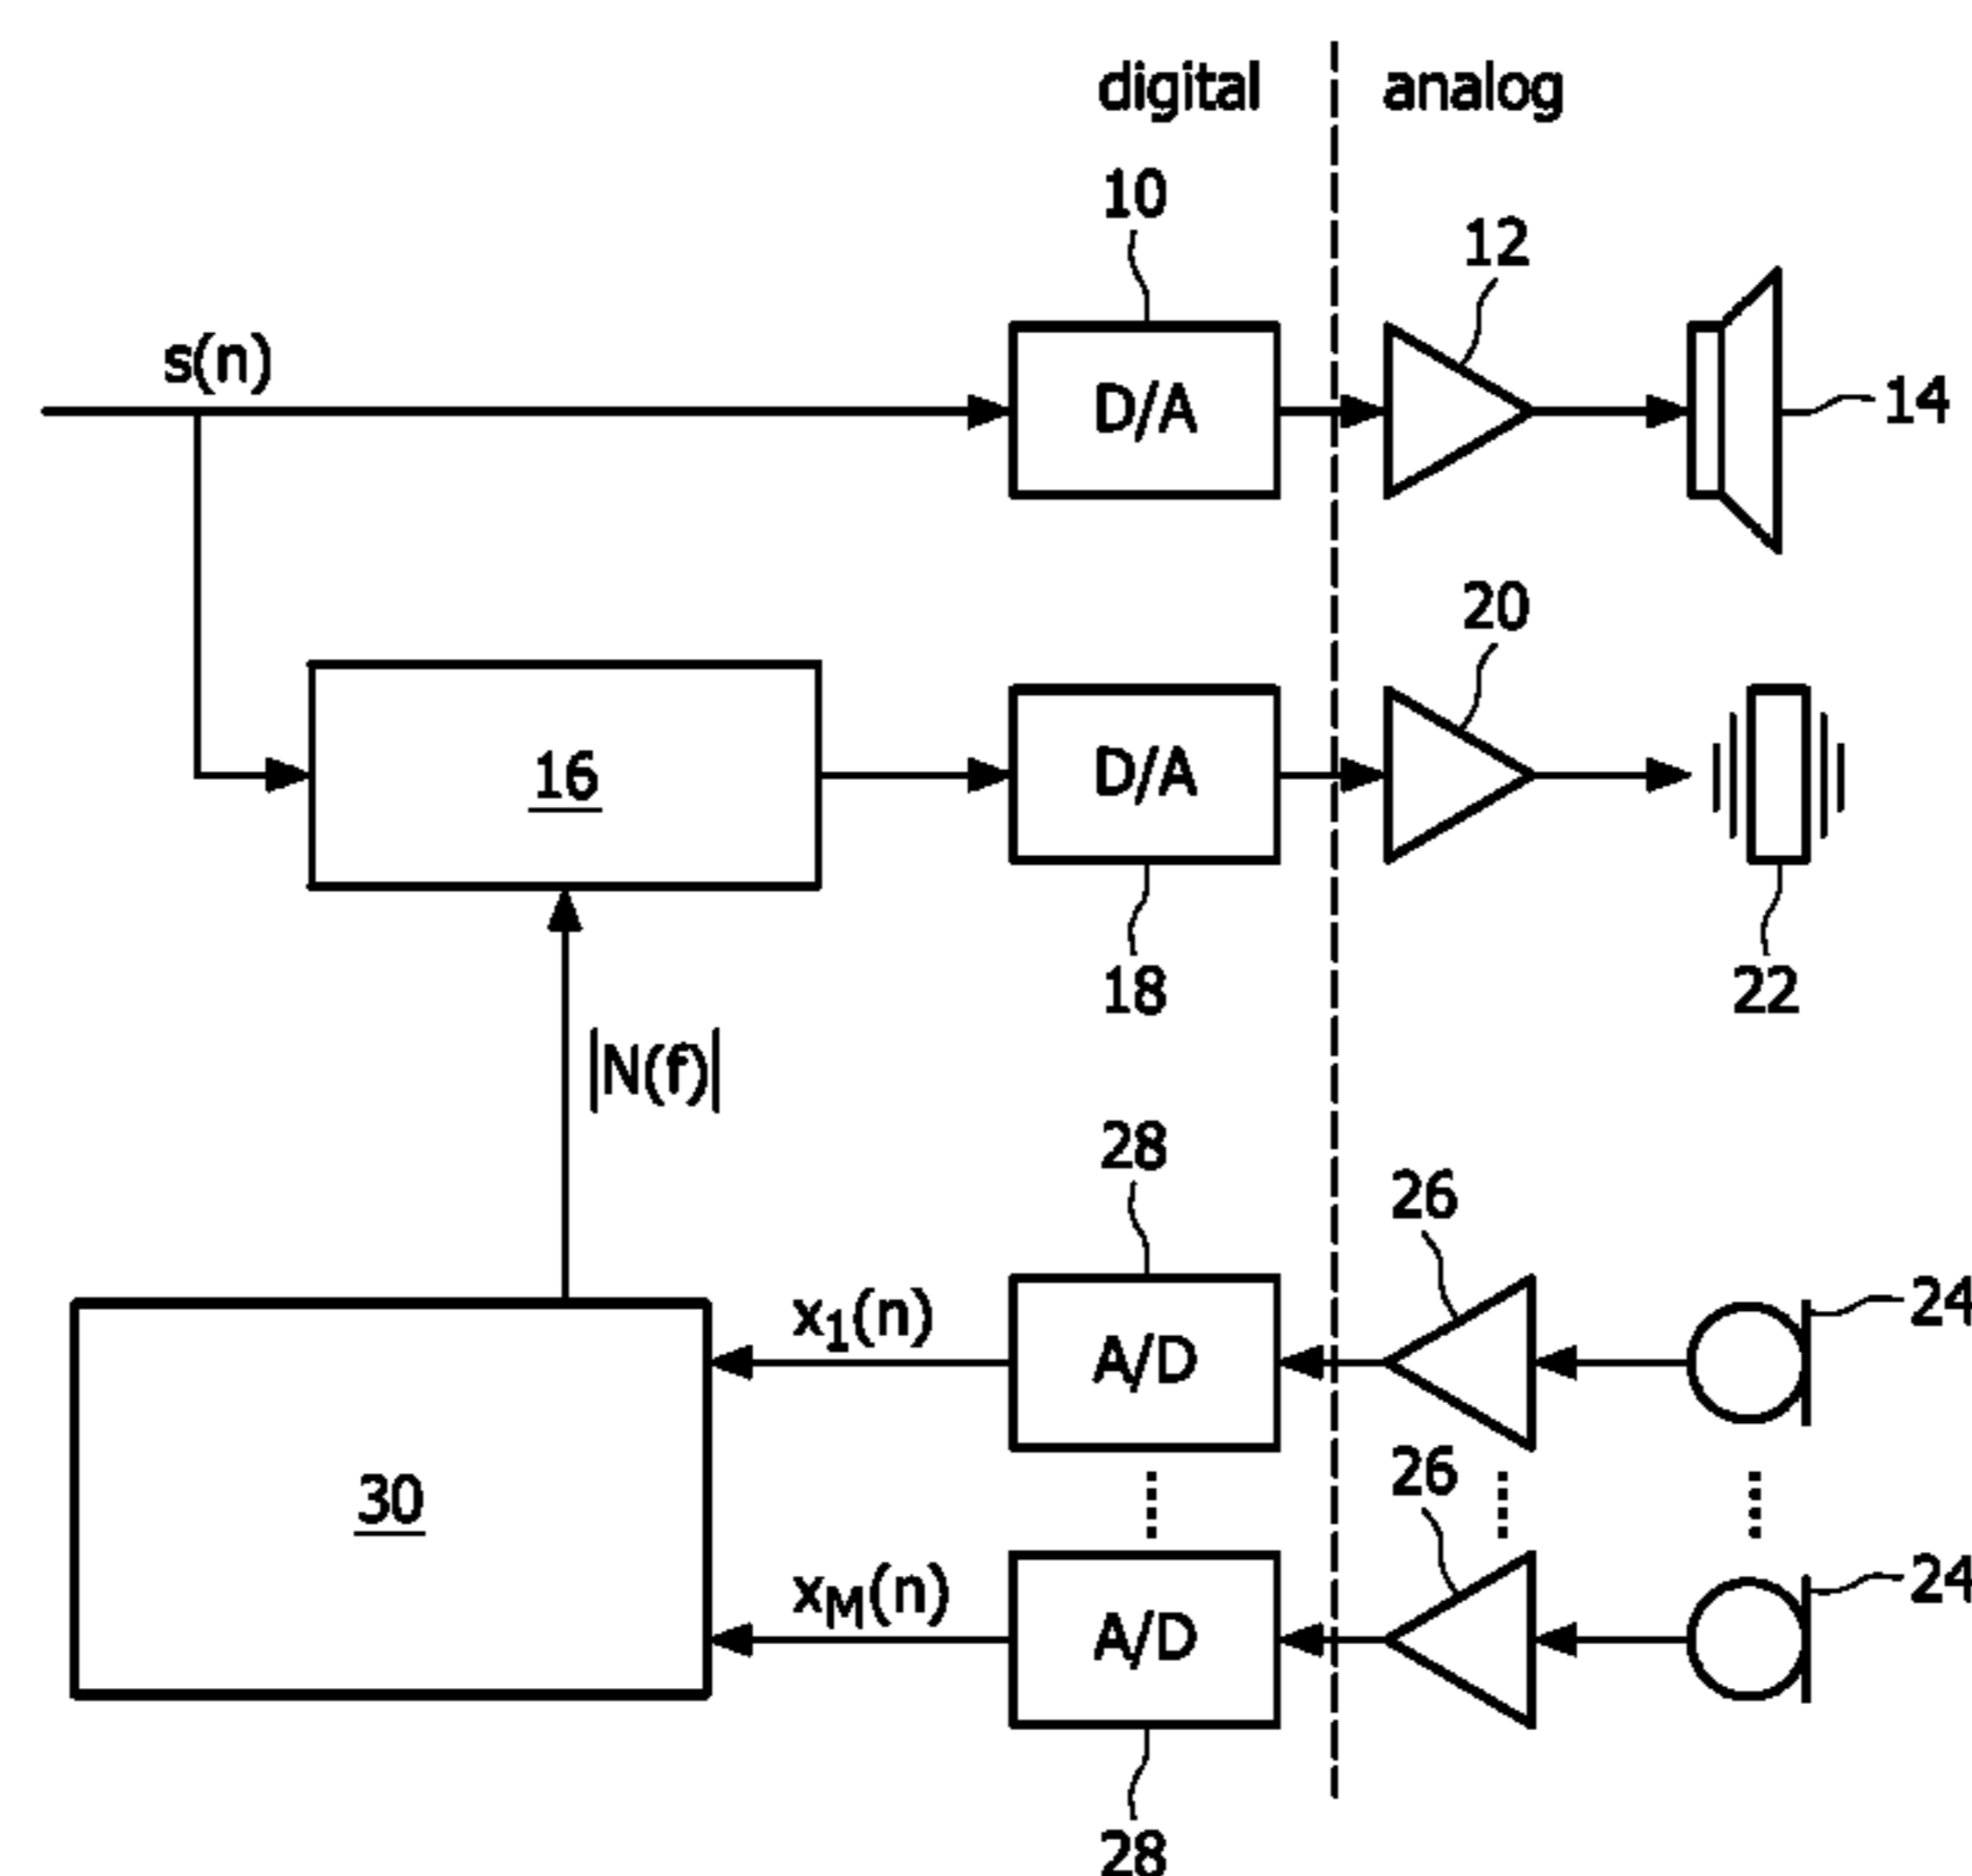 digital
analog
10
12
s(n)
D/A
14
20
16
D/A
18
22
|N(f)|
28
26
x1(n)
A/D
24
30
26
xM(n)
A/D
24
28